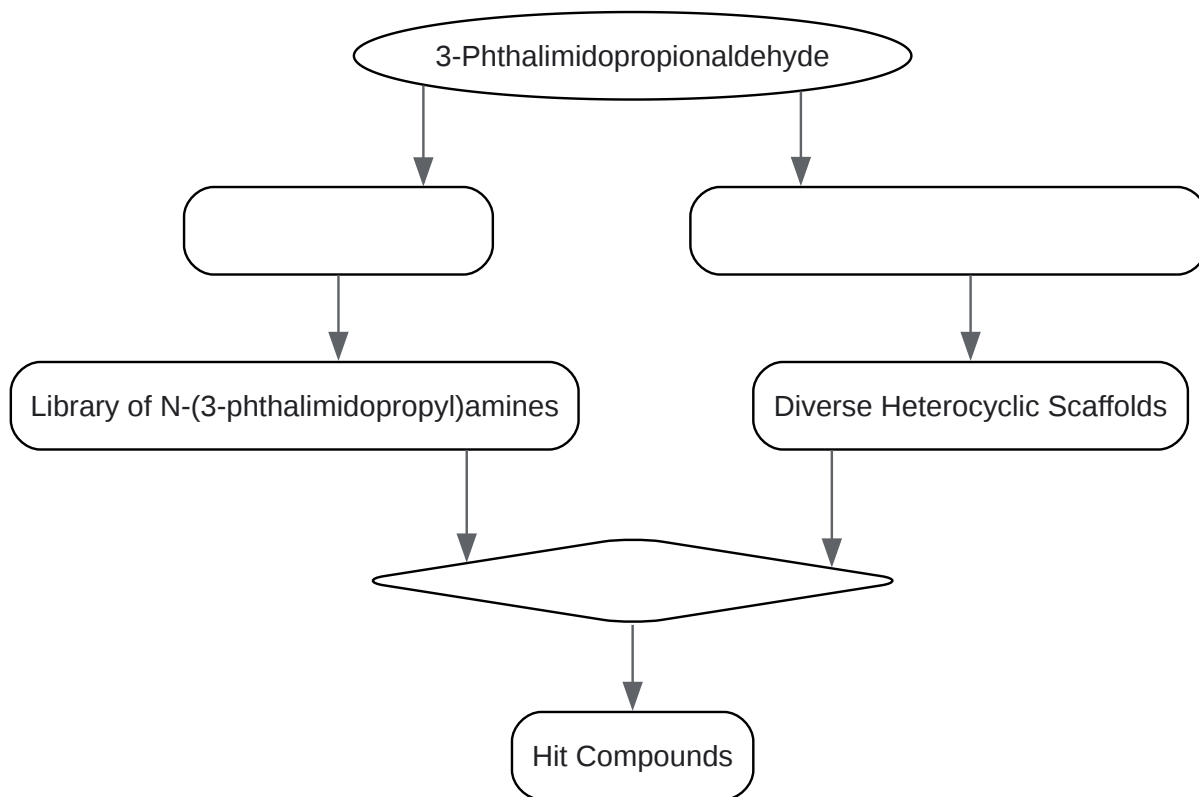 3-Phthalimidopropionaldehyde
Library of N-(3-phthalimidopropyl)amines
Diverse Heterocyclic Scaffolds
Hit Compounds